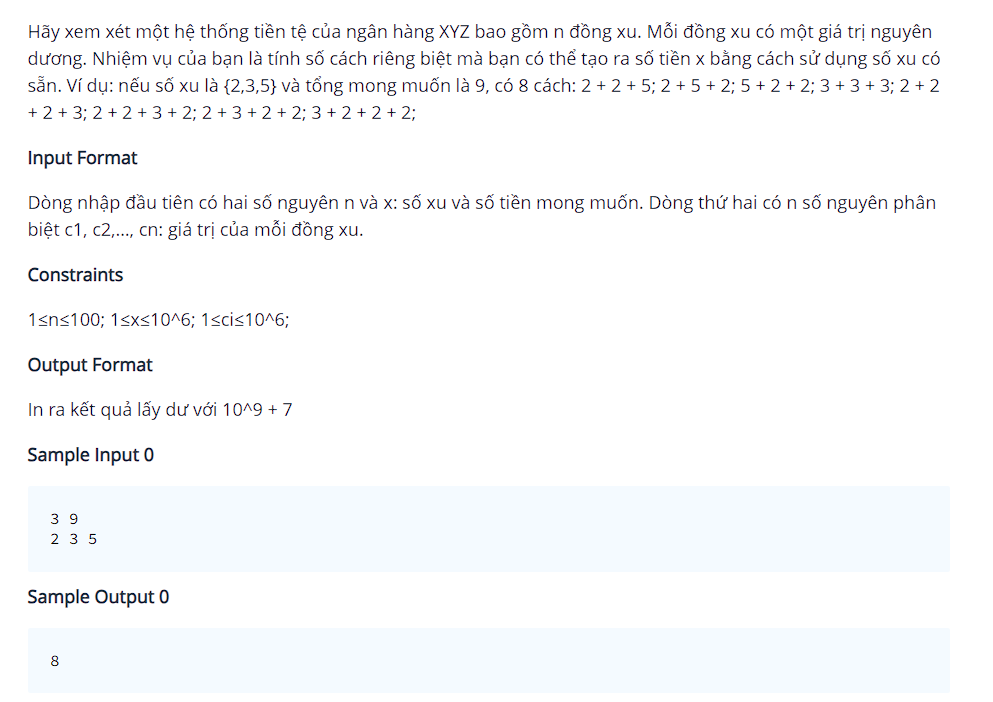 Hãy xem xét một hệ thống tiền tệ của ngân hàng XYZ bao gồm n đồng xu. Mỗi đồng xu có một giá trị nguyên
dương. Nhiệm vụ của bạn là tính số cách riêng biệt mà bạn có thể tạo ra số tiền x bằng cách sử dụng số xu có
sẵn. Ví dụ: nếu số xu là {2,3,5} và tổng mong muốn là 9, có 8 cách: 2 + 2 + 5; 2 + 5 + 2; 5 + 2 + 2; 3 + 3 + 3; 2 + 2
+ 2 + 3; 2 + 2 + 3 + 2; 2 + 3 + 2 + 2; 3 + 2 + 2 + 2;
Input Format
Dòng nhập đầu tiên có hai số nguyên n và x: số xu và số tiền mong muốn. Dòng thứ hai có n số nguyên phân
biệt c1, c2,..., cn: giá trị của mỗi đồng xu.
Constraints
1≤n≤100; 1≤x≤10^6; 1≤ci≤10^6;
Output Format
In ra kết quả lấy dư với 10^9 + 7
Sample Input 0
3 9
2 3 5
Sample Output 0
8